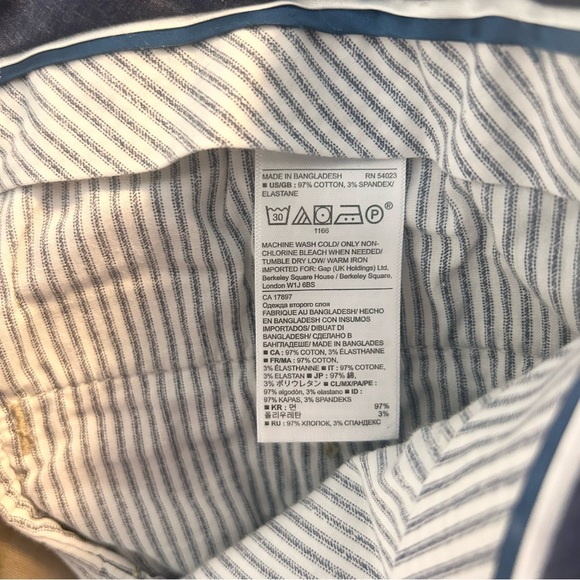 MADE IN BANGLADESH RN 54023
■ US/GB : 97% COTTON, 3% SPANDEX/
ELASTANE
30 P
1166
MACHINE WASH COLD/ ONLY NON-
CHLORINE BLEACH WHEN NEEDED/
TUMBLE DRY LOW/ WARM IRON
IMPORTED FOR: Gap (UK Holdings) Ltd,
Berkeley Square House / Berkeley Square,
London W1J 6BS
CA 17897
Одежда второго слоя
FABRIQUE AU BANGLADESH/ HECHO
EN BANGLADESH CON INSUMOS
IMPORTADOS/ DIBUAT DI
BANGLADESH/ СДЕЛАНО В
БАНГЛАДЕШЕ/ MADE IN BANGLADES
■ CA : 97% COTON, 3% ÉLASTHANNE
■ FR/MA : 97% COTON,
3% ÉLASTHANNE ■ IT : 97% COTONE,
3% ELASTAN ■ JP : 97% 綿,
3% ポリウレタン ■ CL/MX/PA/PE :
97% algodón, 3% elastano ■ ID :
97% KAPAS, 3% SPANDEKS
■ KR : 면 97%
폴리우레탄 3%
■ RU : 97% ХЛОПОК, 3% СПАНДЕКС